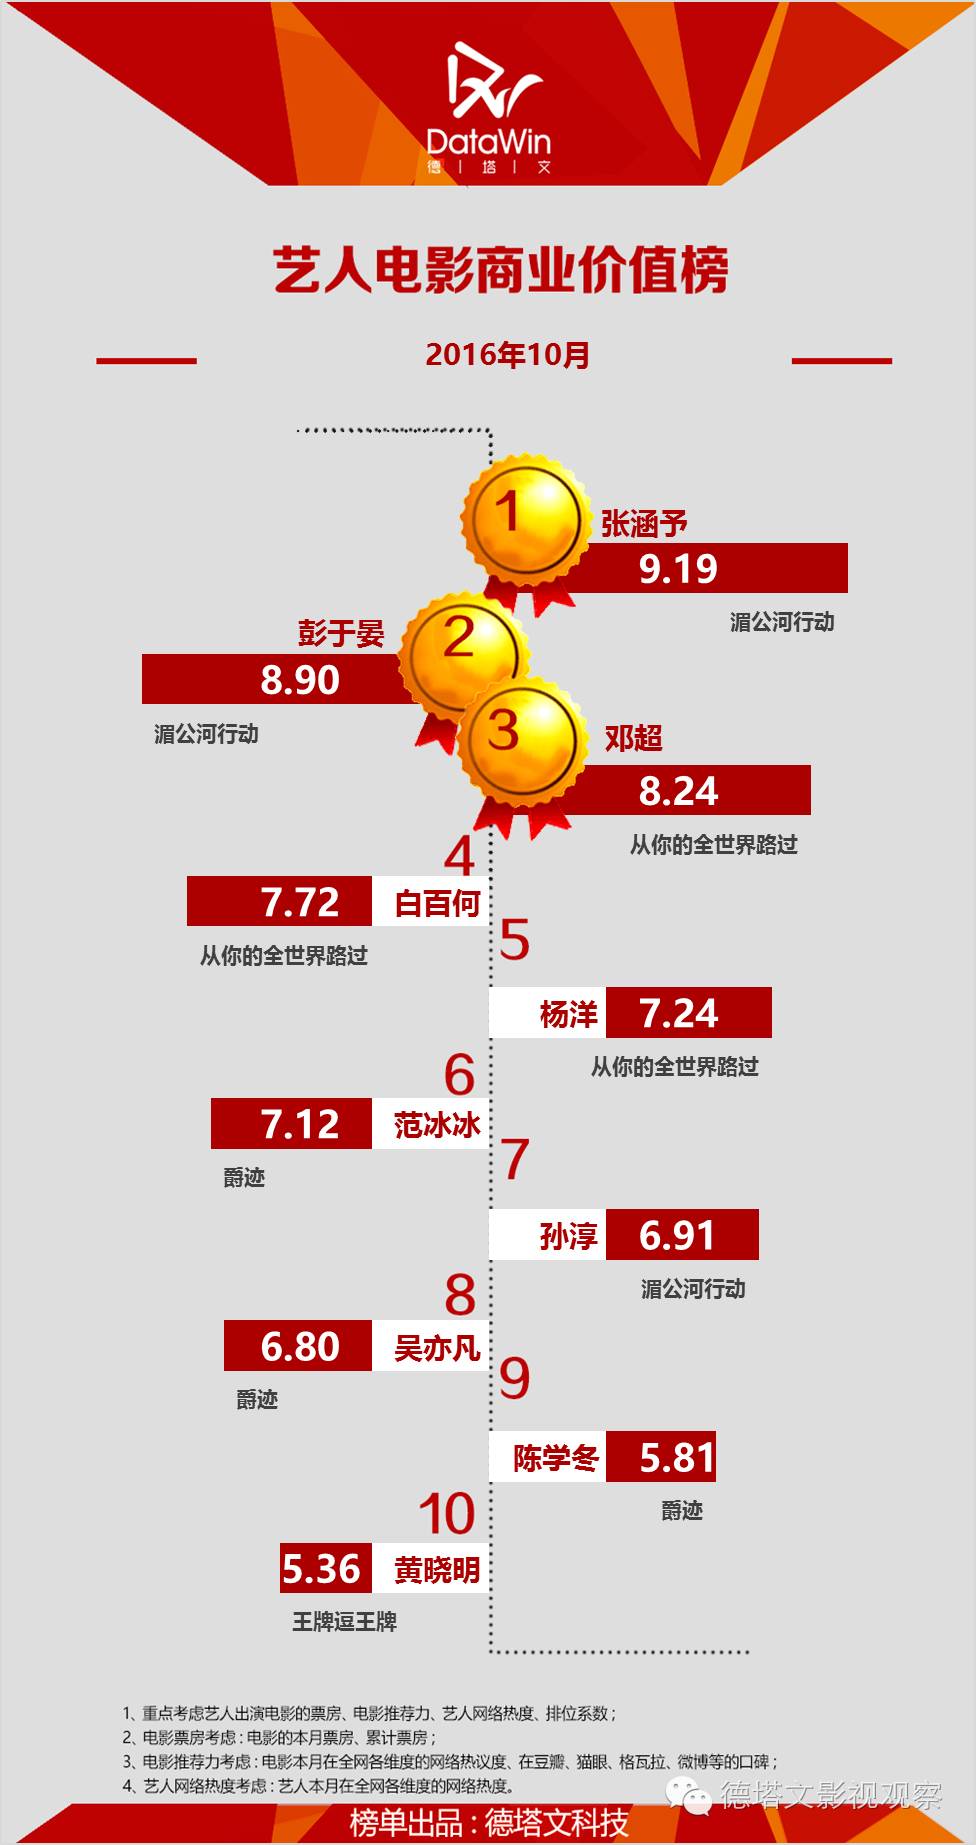 DataWin
德 | 塔 | 文
艺人电影商业价值榜
2016年10月
1
张涵予
9.19
湄公河行动
2
彭于晏
8.90
湄公河行动
3
邓超
8.24
从你的全世界路过
4
7.72 白百何
从你的全世界路过
5
杨洋 7.24
从你的全世界路过
6
7.12 范冰冰
爵迹
7
孙淳 6.91
湄公河行动
8
6.80 吴亦凡
爵迹
9
陈学冬 5.81
爵迹
10
5.36 黄晓明
王牌逗王牌
1、重点考虑艺人出演电影的票房、电影推荐力、艺人网络热度、排位系数；
2、电影票房考虑：电影的本月票房、累计票房；
3、电影推荐力考虑：电影本月在全网各维度的网络热议度、在豆瓣、猫眼、格瓦拉、微博等的口碑；
4、艺人网络热度考虑：艺人本月在全网各维度的网络热度。
德塔文影视观察
榜单出品：德塔文科技